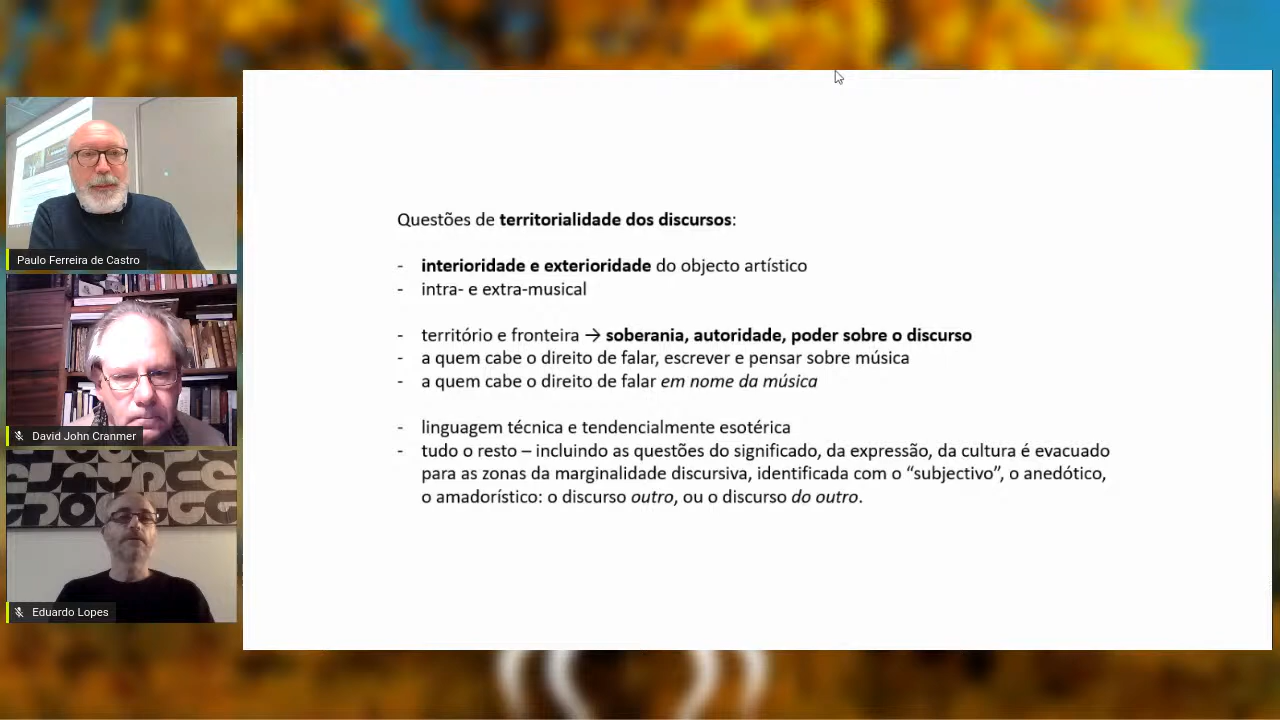 Paulo Ferreira de Castro
David John Cranmer
Eduardo Lopes
Questões de territorialidade dos discursos:
- interioridade e exterioridade do objecto artístico
- intra- e extra-musical
- território e fronteira → soberania, autoridade, poder sobre o discurso
- a quem cabe o direito de falar, escrever e pensar sobre música
- a quem cabe o direito de falar em nome da música
- linguagem técnica e tendencialmente esotérica
- tudo o resto – incluindo as questões do significado, da expressão, da cultura é evacuado
para as zonas da marginalidade discursiva, identificada com o “subjectivo”, o anedótico,
o amadorístico: o discurso outro, ou o discurso do outro.